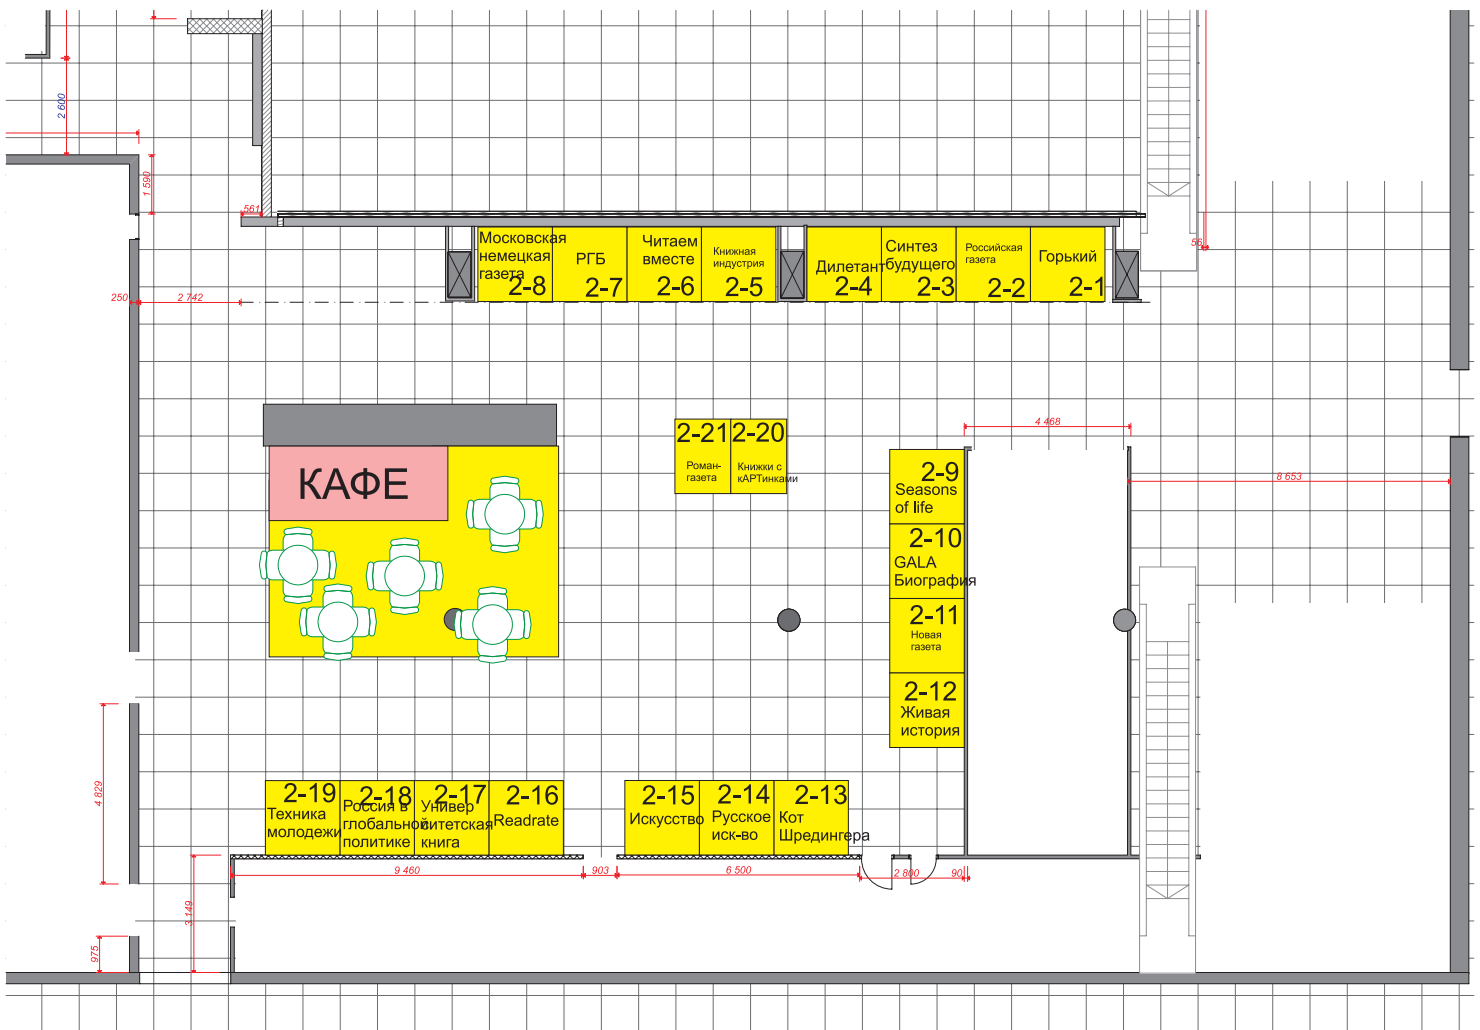 2 600
1 590
561
56
250
2 742
Московская
немецкая
газета
2-8
РГБ
2-7
Читаем
вместе
2-6
Книжная
индустрия
2-5
Дилетант
2-4
Синтез
будущего
2-3
Российская
газета
2-2
Горький
2-1
КАФЕ
2-21
Роман-
газета
2-20
Книжки с
кАРТинками
4 468
8 653
2-9
Seasons
of life
2-10
GALA
Биография
2-11
Новая
газета
2-12
Живая
история
4 829
2-19
Техника
молодежи
2-18
Россия в
глобальной
политике
2-17
Универ
ситетская
книга
2-16
Readrate
2-15
Искусство
2-14
Русское
иск-во
2-13
Кот
Шредингера
9 460
903
6 500
2 800
90
3 149
975